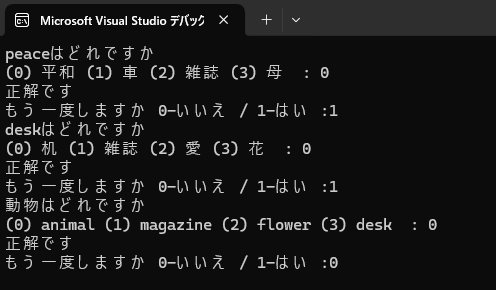 Microsoft Visual Studio デバッグ
peaceはどれですか
(0) 平和 (1) 車 (2) 雑誌 (3) 母  : 0
正解です
もう一度しますか 0-いいえ / 1-はい :1
deskはどれですか
(0) 机 (1) 雑誌 (2) 愛 (3) 花  : 0
正解です
もう一度しますか 0-いいえ / 1-はい :1
動物はどれですか
(0) animal (1) magazine (2) flower (3) desk  : 0
正解です
もう一度しますか 0-いいえ / 1-はい :0